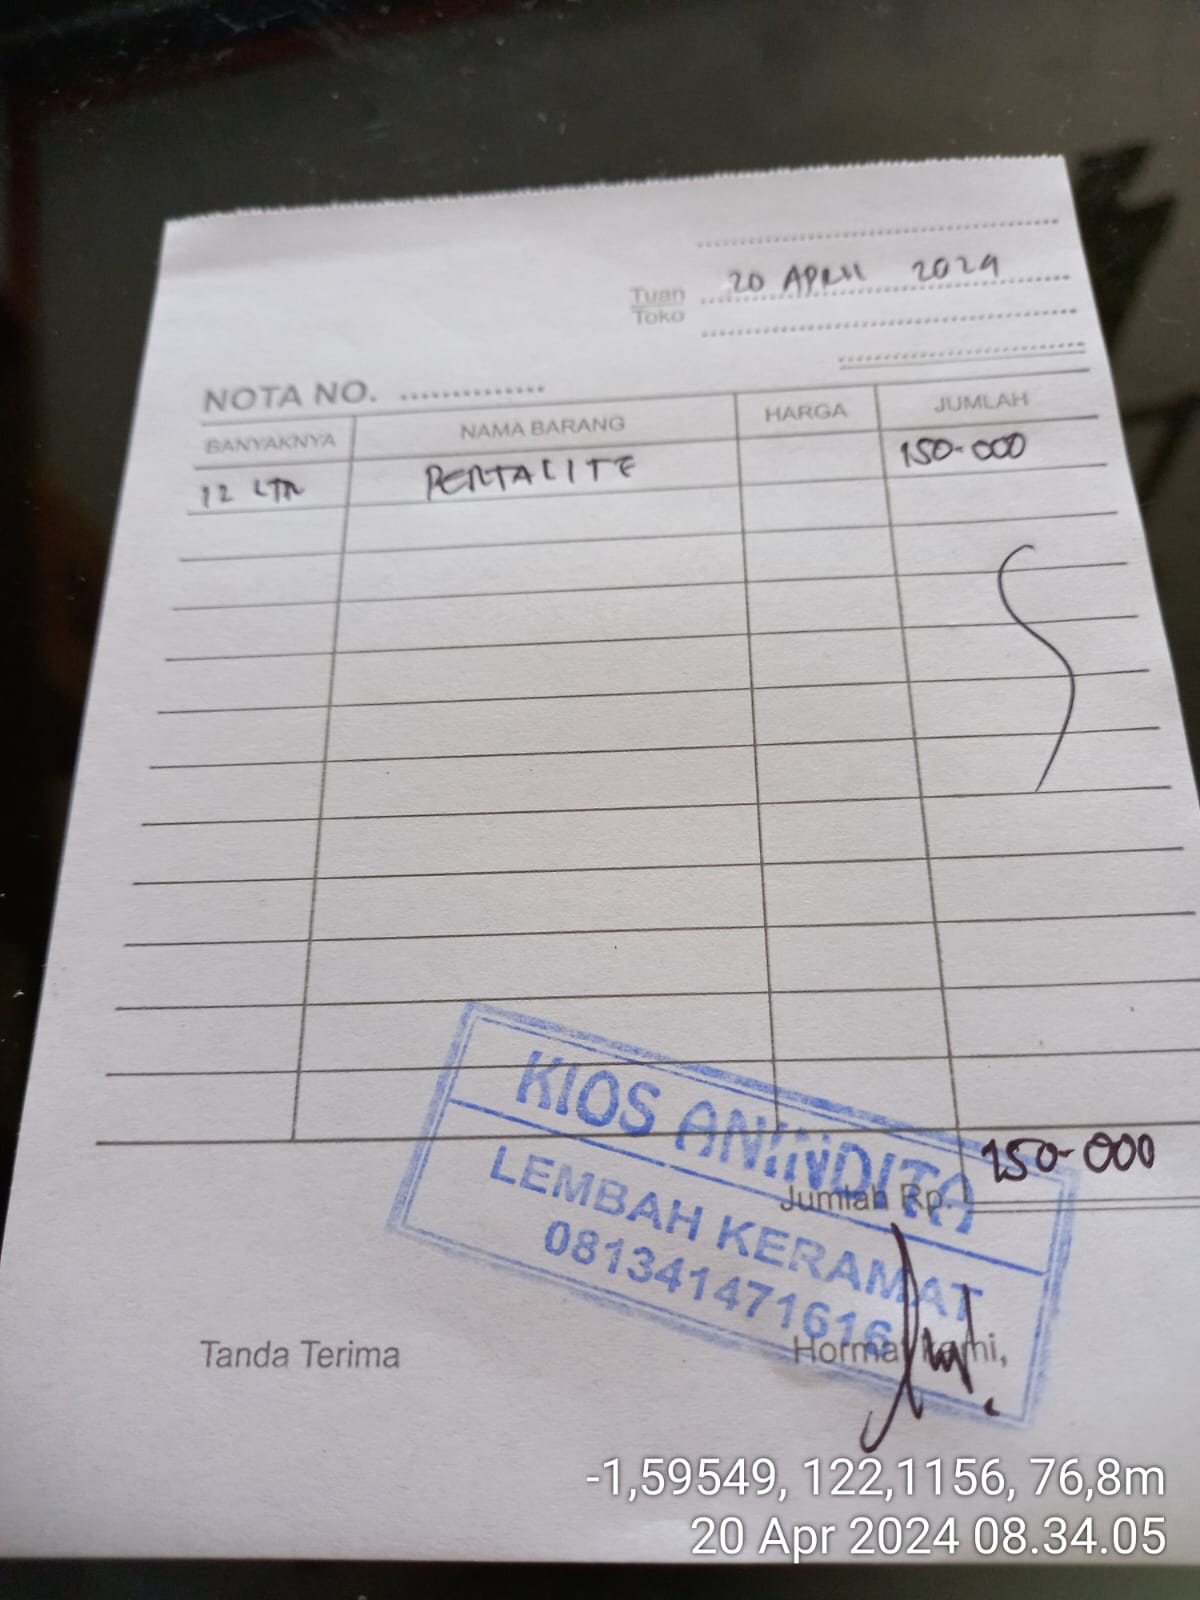 20 APRIL 2024
Tuan
Toko
NOTA NO.
BANYAKNYA NAMA BARANG HARGA JUMLAH
12 LTR PERTALITE 150-000
150-000
Jumlah Rp.
KIOS ANINDITA
LEMBAH KERAMAT
081341471616
Tanda Terima Hormat kami,
-1,59549, 122,1156, 76,8m
20 Apr 2024 08.34.05